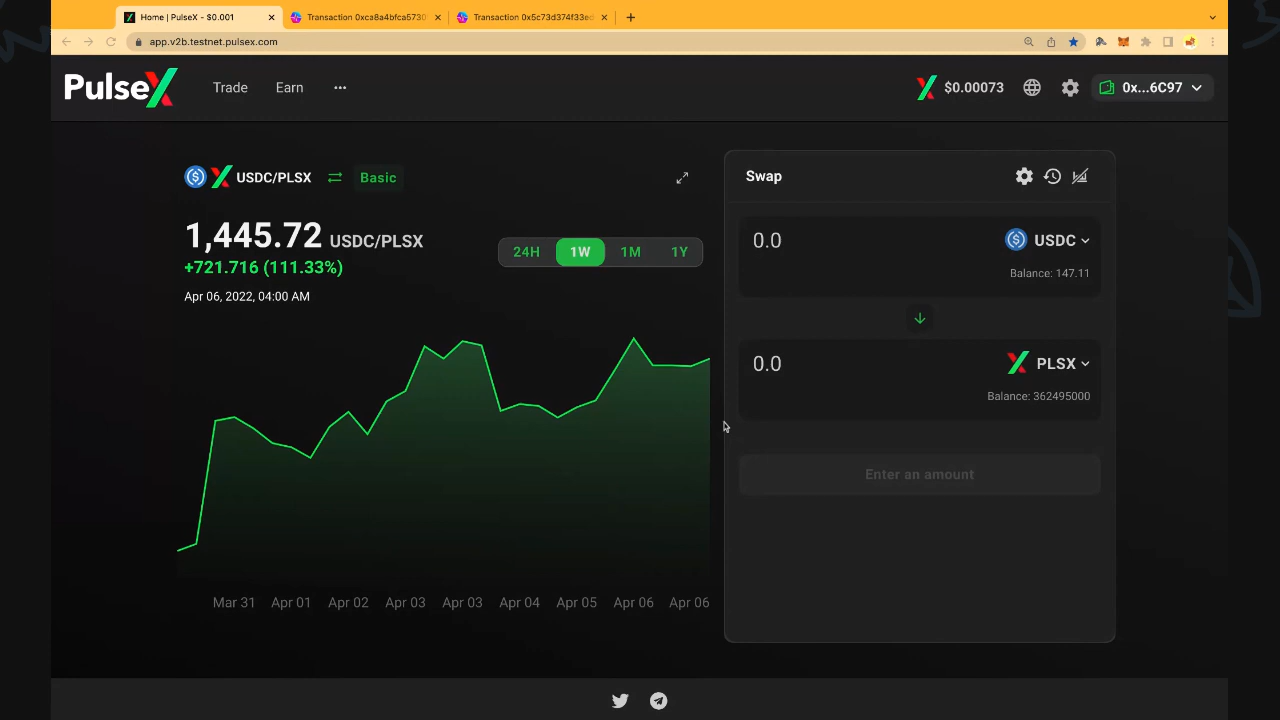 Home | PulseX - $0.001
Transaction 0xca8a4bfca5730
Transaction 0x5c73d374f33ed
app.v2b.testnet.pulsex.com
PulseX
Trade
Earn
$0.00073
0x...6C97
USDC/PLSX
Basic
1,445.72 USDC/PLSX
+721.716 (111.33%)
Apr 06, 2022, 04:00 AM
24H
1W
1M
1Y
Mar 31
Apr 01
Apr 02
Apr 03
Apr 03
Apr 04
Apr 05
Apr 06
Apr 06
Swap
0.0
USDC
Balance: 147.11
0.0
PLSX
Balance: 362495000
Enter an amount